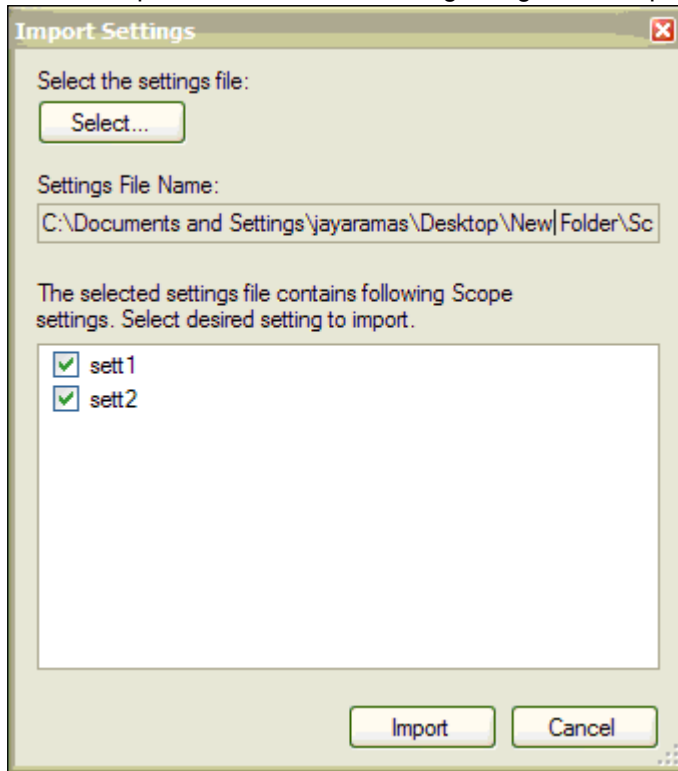 Import Settings
Select the settings file:
Select...
Settings File Name:
C:\Documents and Settings\jayaramas\Desktop\New Folder\Sc
The selected settings file contains following Scope
settings. Select desired setting to import.
sett1
sett2
Import Cancel